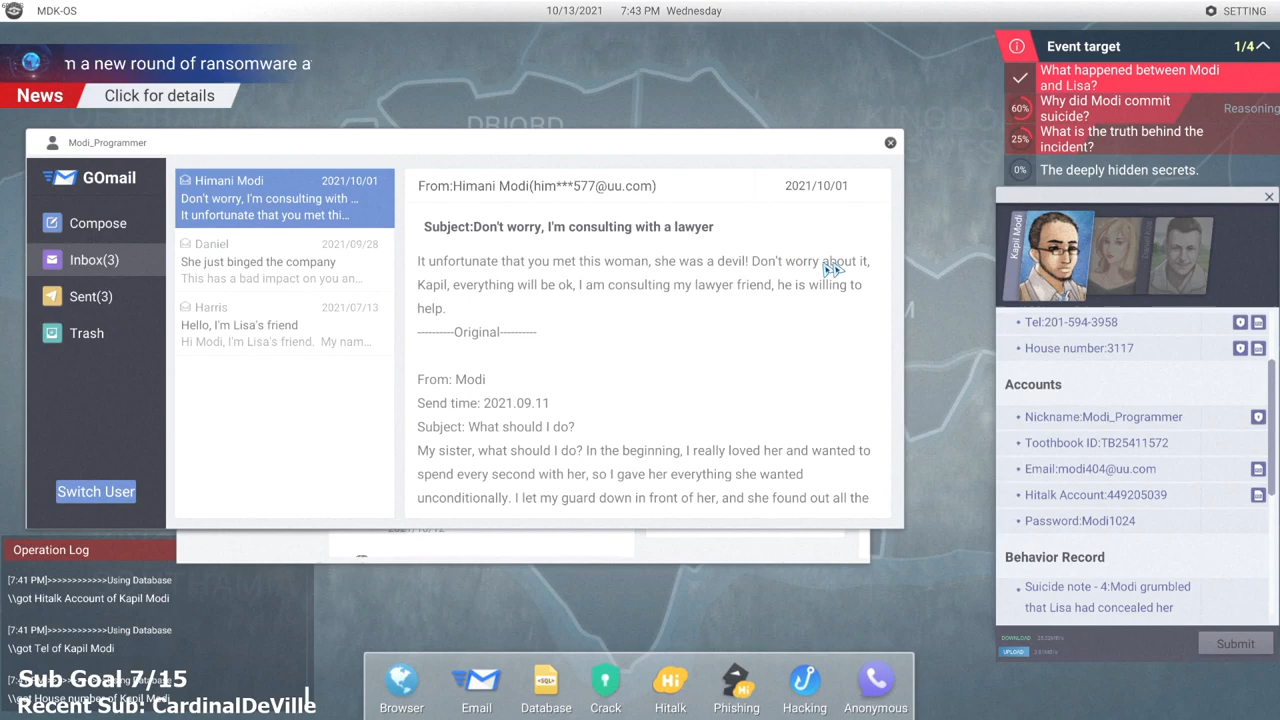 MDK-OS
10/13/2021 7:43 PM Wednesday
SETTING
m a new round of ransomware a
News
Click for details
Event target
1/4
What happened between Modi
and Lisa?
60%
Why did Modi commit
suicide?
Reasoning
25%
What is the truth behind the
incident?
0%
The deeply hidden secrets.
DRIORD
Modi_Programmer
GOmail
Compose
Inbox(3)
Sent(3)
Trash
Switch User
Himani Modi 2021/10/01
Don't worry, I'm consulting with ...
It unfortunate that you met thi...
Daniel 2021/09/28
She just binged the company
This has a bad impact on you an...
Harris 2021/07/13
Hello, I'm Lisa's friend
Hi Modi, I'm Lisa's friend. My nam...
From:Himani Modi(him***577@uu.com)
2021/10/01
Subject:Don't worry, I'm consulting with a lawyer
It unfortunate that you met this woman, she was a devil! Don't worry about it,
Kapil, everything will be ok, I am consulting my lawyer friend, he is willing to
help.
----------Original----------
From: Modi
Send time: 2021.09.11
Subject: What should I do?
My sister, what should I do? In the beginning, I really loved her and wanted to
spend every second with her, so I gave her everything she wanted
unconditionally. I let my guard down in front of her, and she found out all the
Kapil Modi
• Tel:201-594-3958
• House number:3117
Accounts
• Nickname:Modi_Programmer
• Toothbook ID:TB25411572
• Email:modi404@uu.com
• Hitalk Account:449205039
• Password:Modi1024
Behavior Record
• Suicide note - 4:Modi grumbled
that Lisa had concealed her
DOWNLOAD
UPLOAD
Submit
Operation Log
[7:41 PM]>>>>>>>>>>>>Using Database
\\got Hitalk Account of Kapil Modi
[7:41 PM]>>>>>>>>>>>>Using Database
\\got Tel of Kapil Modi
\\got House number of Kapil Modi
Sub Goal 7/15
Recent Sub: CardinalDeVille
Browser
Email
Database
Crack
Hitalk
Phishing
Hacking
Anonymous